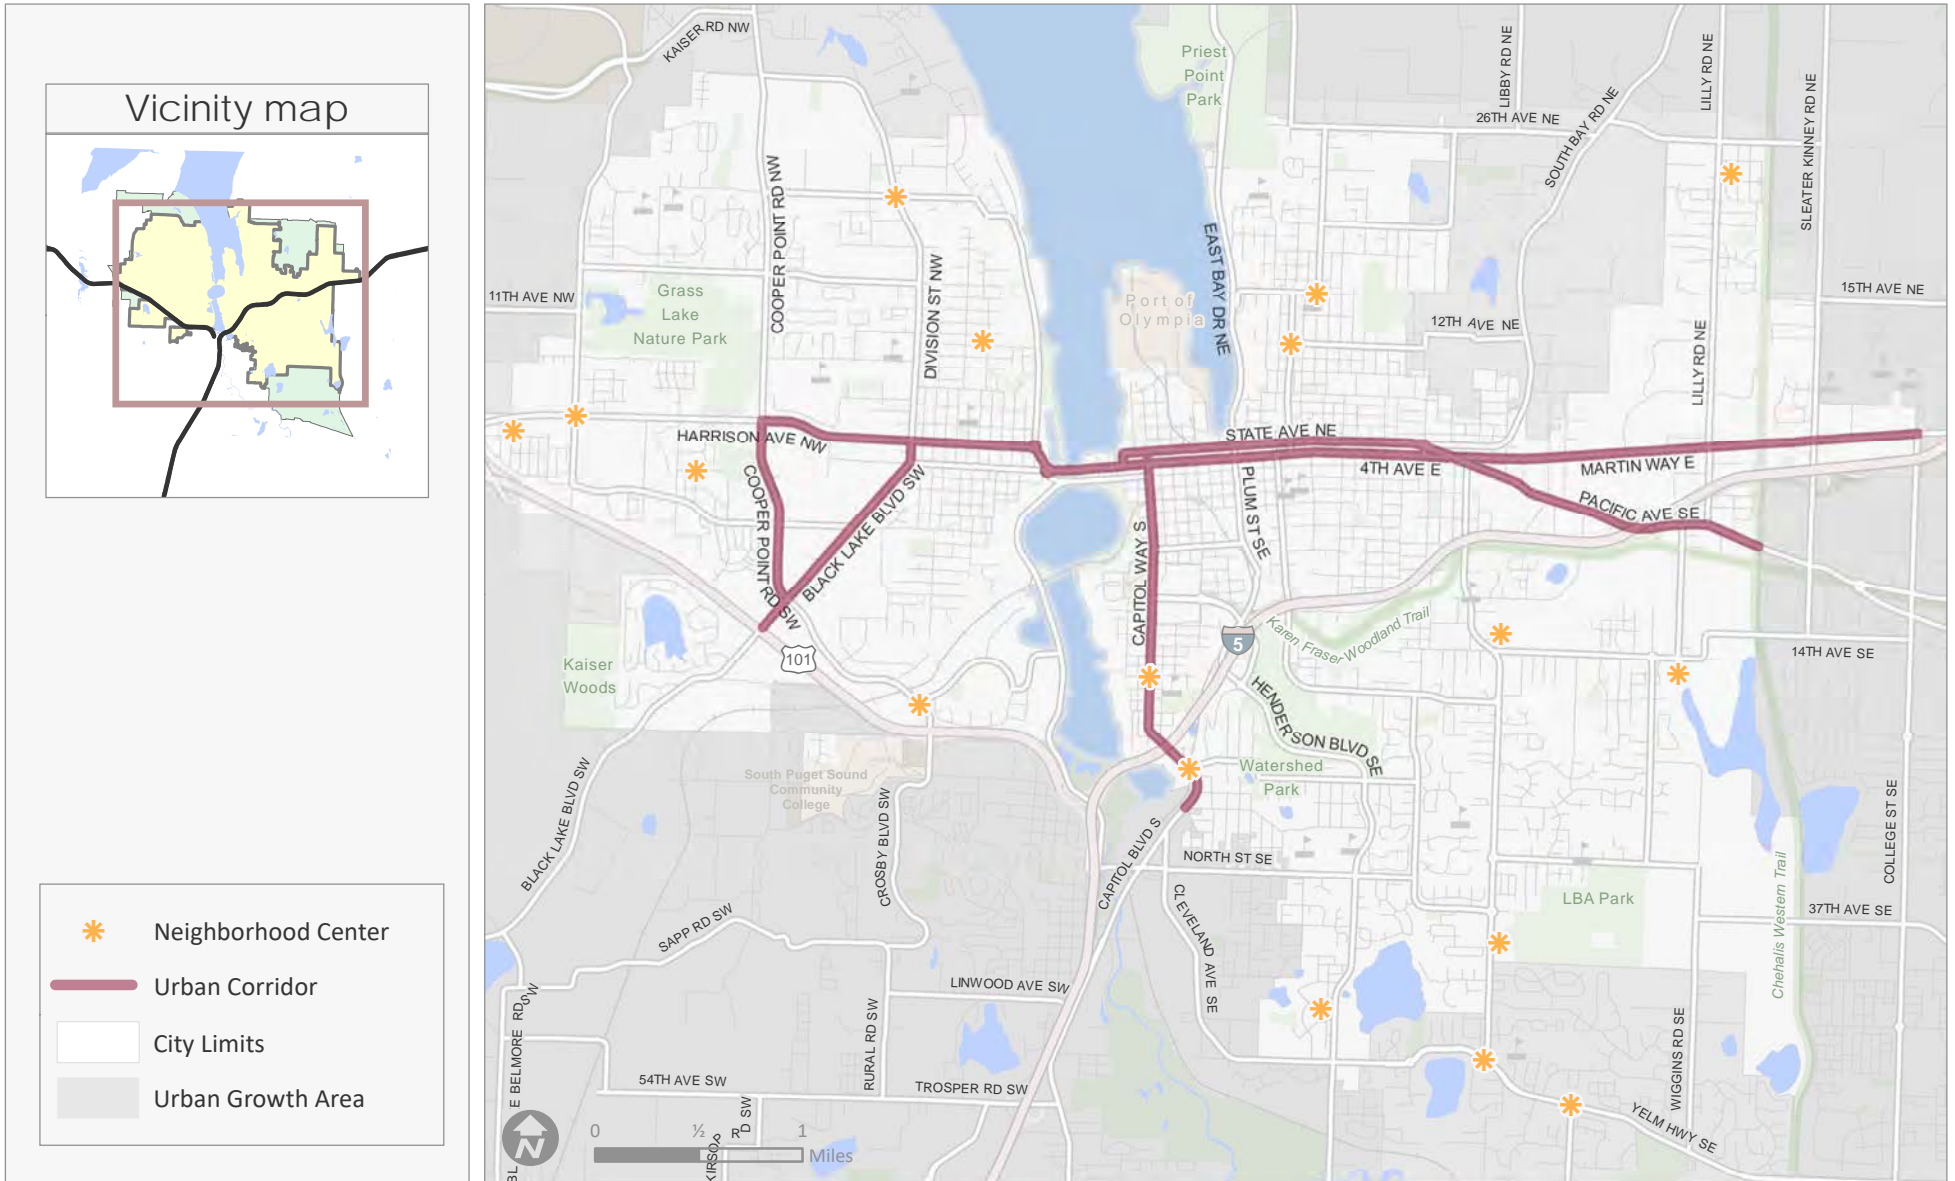 Vicinity map
Neighborhood Center
Urban Corridor
City Limits
Urban Growth Area
KAISER RD NW
Priest
Point
Park
LIBBY RD NE
LILLY RD NE
26TH AVE NE
SOUTH BAY RD NE
SLEATER KINNEY RD NE
COOPER POINT RD NW
EAST BAY DR NE
DIVISION ST NW
11TH AVE NW
Grass
Lake
Nature Park
Port of
Olympia
12TH AVE NE
15TH AVE NE
LILLY RD NE
HARRISON AVE NW
STATE AVE NE
4TH AVE E
MARTIN WAY E
PACIFIC AVE SE
COOPER POINT RD SW
BLACK LAKE BLVD SW
CAPITOL WAY S
PLUM ST SE
Karen Fraser Woodland Trail
5
101
Kaiser
Woods
14TH AVE SE
HENDERSON BLVD SE
Watershed
Park
South Puget Sound
Community
College
BLACK LAKE BLVD SW
CROSBY BLVD SW
CAPITOL BLVD S
NORTH ST SE
CLEVELAND AVE SE
LBA Park
COLLEGE ST SE
37TH AVE SE
Chehalis Western Trail
SAPP RD SW
LINWOOD AVE SW
RURAL RD SW
E BELMORE RD SW
BL
54TH AVE SW
TROSPER RD SW
KIRSOP RD SW
WIGGINS RD SE
YELM HWY SE
N
0 ½ 1
Miles